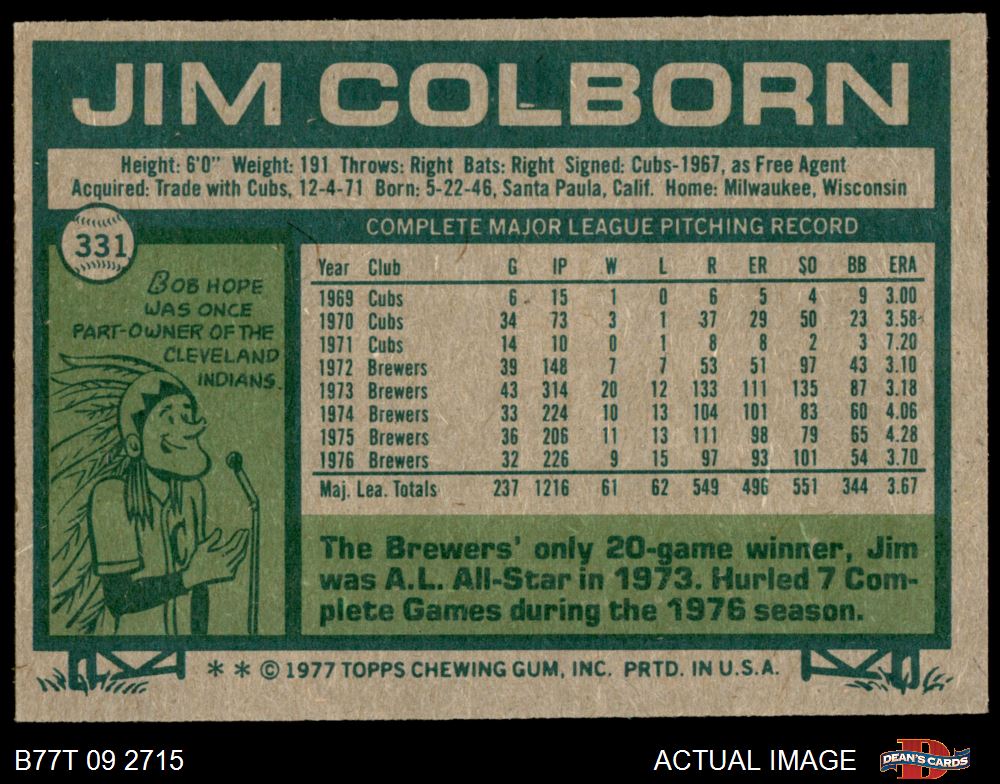 JIM COLBORN
Height: 6'0" Weight: 191 Throws: Right Bats: Right Signed: Cubs-1967, as Free Agent
Acquired: Trade with Cubs, 12-4-71 Born: 5-22-46, Santa Paula, Calif. Home: Milwaukee, Wisconsin
331
BOB HOPE
WAS ONCE
PART-OWNER OF THE
CLEVELAND
INDIANS.
C
COMPLETE MAJOR LEAGUE PITCHING RECORD
Year Club G IP W L R ER SO BB ERA
1969 Cubs 6 15 1 0 6 5 4 9 3.00
1970 Cubs 34 73 3 1 37 29 50 23 3.58
1971 Cubs 14 10 0 1 8 8 2 3 7.20
1972 Brewers 39 148 7 7 53 51 97 43 3.10
1973 Brewers 43 314 20 12 133 111 135 87 3.18
1974 Brewers 33 224 10 13 104 101 83 60 4.06
1975 Brewers 36 206 11 13 111 98 79 65 4.28
1976 Brewers 32 226 9 15 97 93 101 54 3.70
Maj. Lea. Totals 237 1216 61 62 549 496 551 344 3.67
The Brewers' only 20-game winner, Jim
was A.L. All-Star in 1973. Hurled 7 Com-
plete Games during the 1976 season.
* * © 1977 TOPPS CHEWING GUM, INC. PRTD. IN U.S.A.
B77T 09 2715
ACTUAL IMAGE
D
DEAN'S CARDS